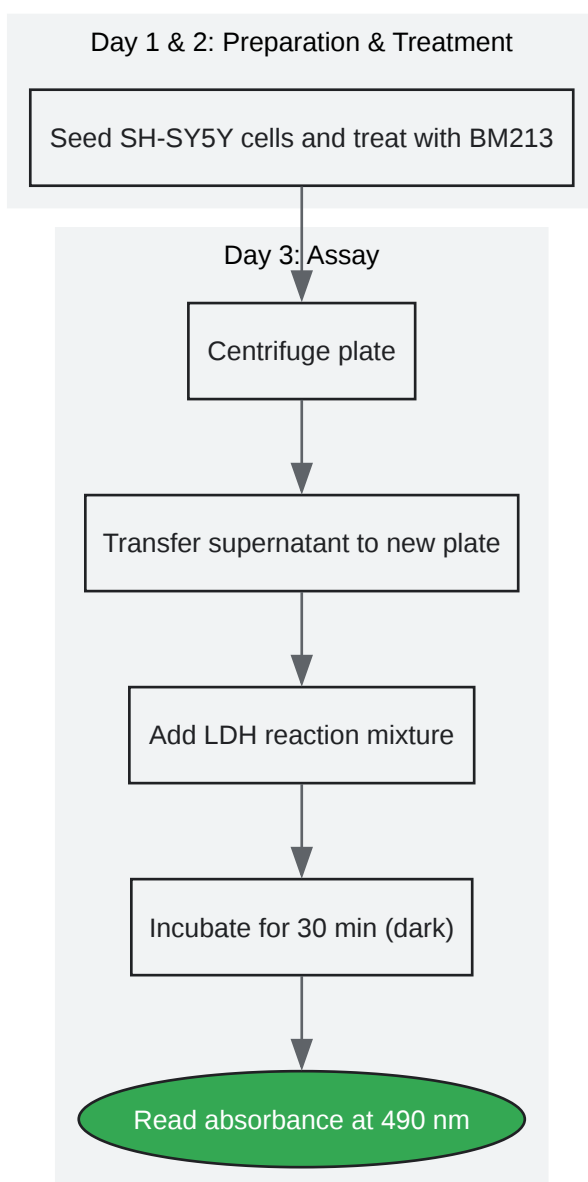 Day 1 & 2: Preparation & Treatment
Seed SH-SY5Y cells and treat with BM213
Day 3: Assay
Centrifuge plate
Transfer supernatant to new plate
Add LDH reaction mixture
Incubate for 30 min (dark)
Read absorbance at 490 nm